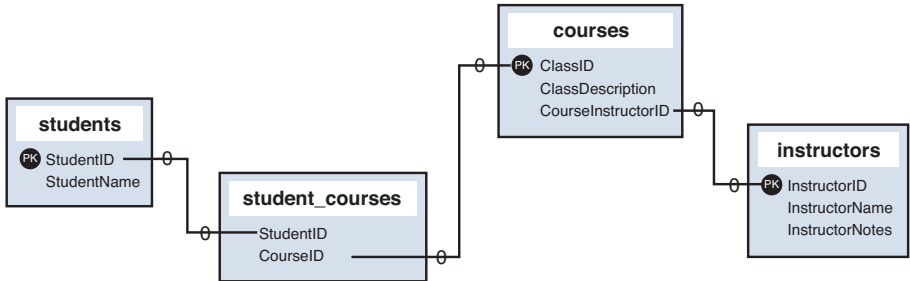 students
PK StudentID
StudentName
student_courses
StudentID
CourseID
courses
PK ClassID
ClassDescription
CourseInstructorID
instructors
PK InstructorID
InstructorName
InstructorNotes